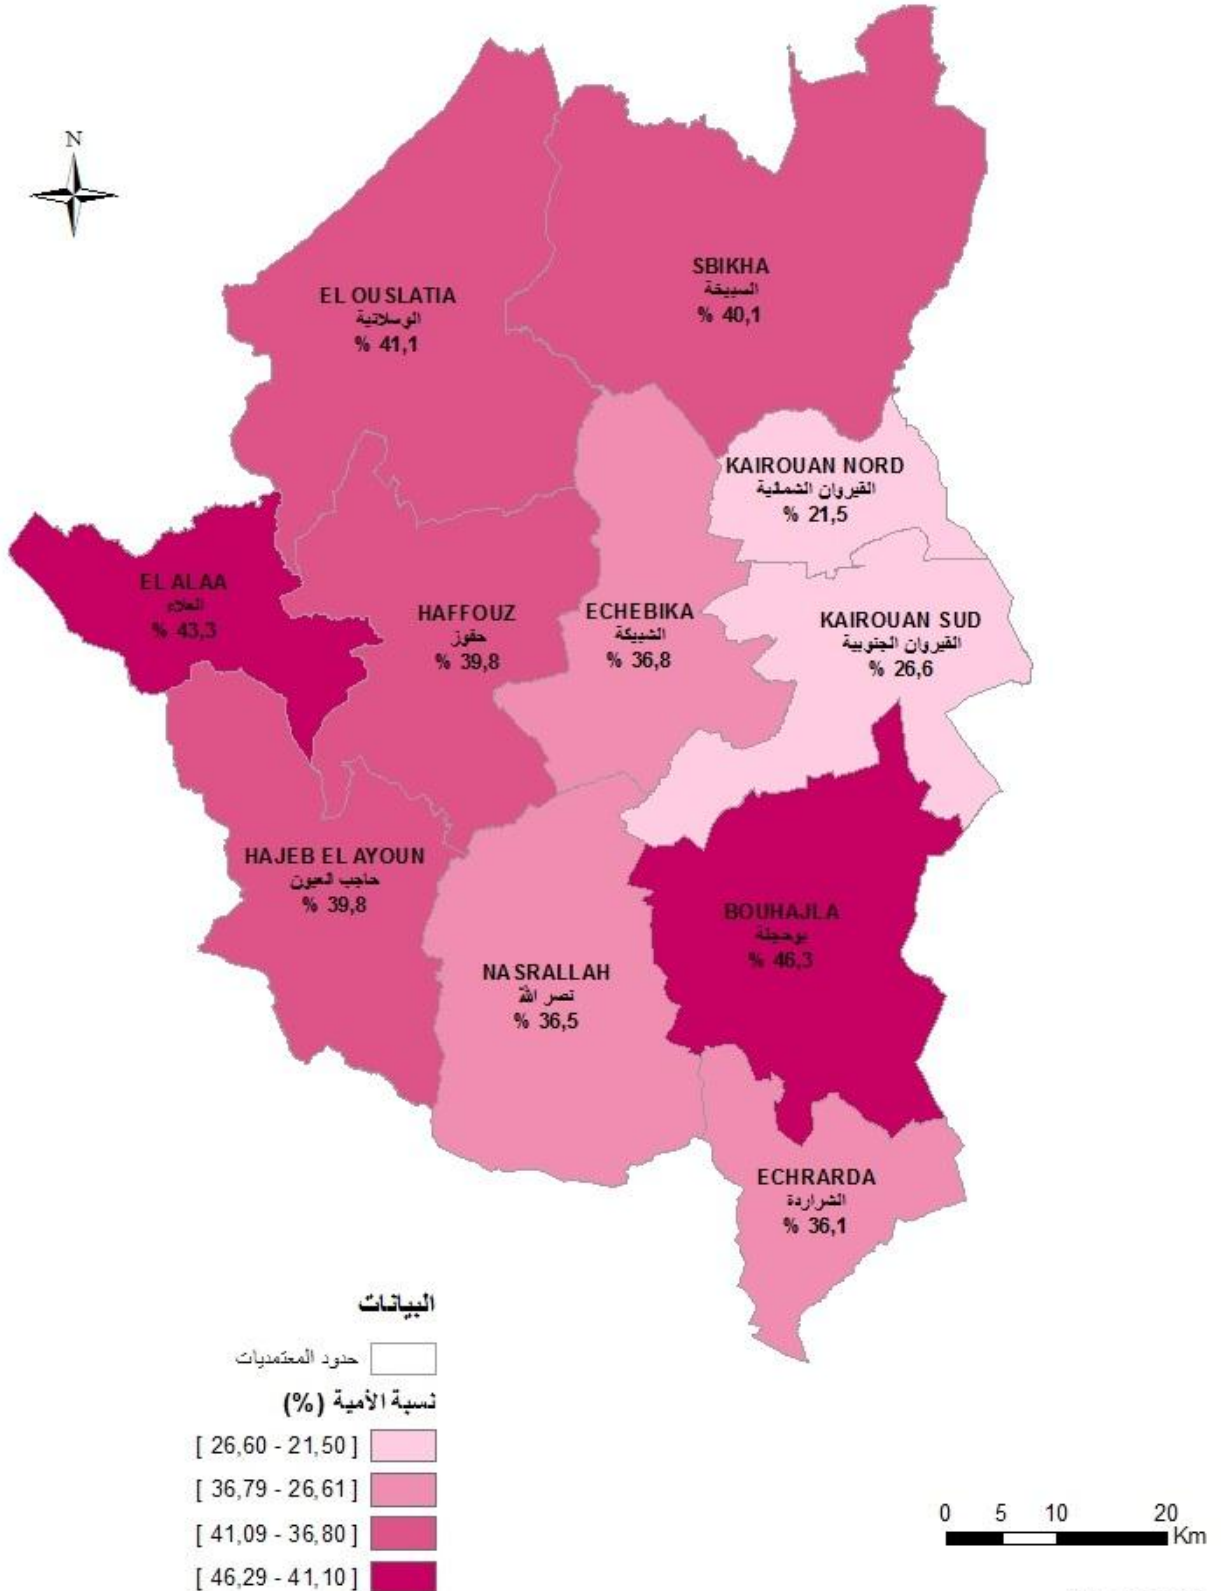 N
SBIKHA
السبيخة
% 40,1
EL OUSLATIA
الوسلاتية
% 41,1
KAIROUAN NORD
القيروان الشمالية
% 21,5
EL ALAA
العلاء
% 43,3
HAFFOUZ
حفوز
% 39,8
ECHEBIKA
الشبيكة
% 36,8
KAIROUAN SUD
القيروان الجنوبية
% 26,6
HAJEB EL AYOUN
حاجب العيون
% 39,8
BOUHAJLA
بوحجلة
% 46,3
NASRALLAH
نصر الله
% 36,5
ECHRARDA
الشراردة
% 36,1
البيانات
حدود المعتمديات
نسبة الأمية (%)
[ 26,60 - 21,50 ]
[ 36,79 - 26,61 ]
[ 41,09 - 36,80 ]
[ 46,29 - 41,10 ]
0 5 10 20
Km